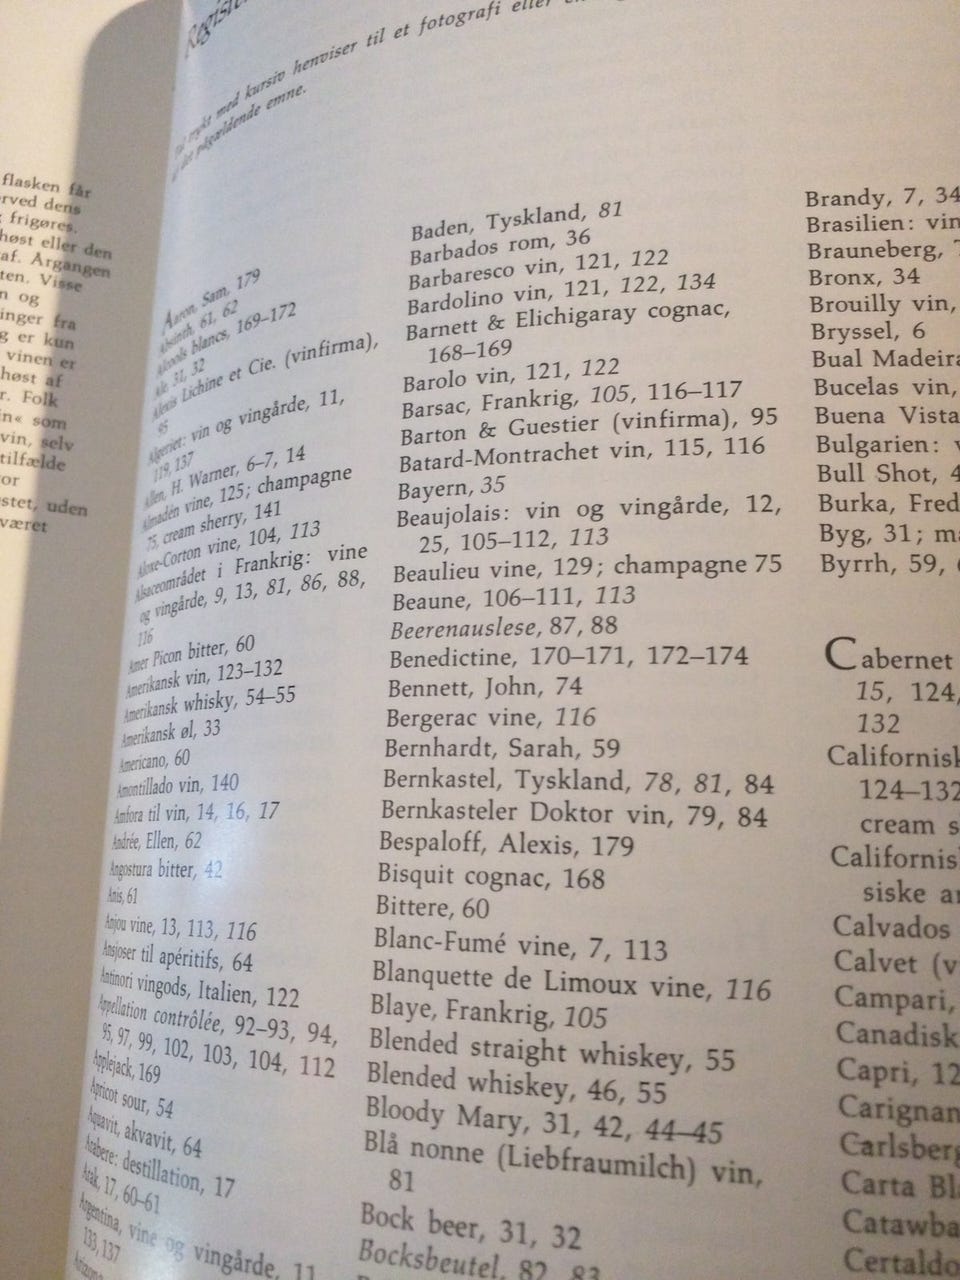 flasken får
rved dens
frigøres.
høst eller den
af. Årgangen
ten. Visse
n og
inger fra
g er kun
vinen er
høst af
r. Folk
in« som
vin, selv
tilfælde
or
stet, uden
været
Register
Tal trykt med kursiv henviser til et fotografi eller
af det pågældende emne.
Aaron, Sam, 179
Absinth, 61, 62
Alcools blancs, 169–172
Ale, 31, 32
Alexis Lichine et Cie. (vinfirma),
95
Algeriet: vin og vingårde, 11,
119, 137
Allen, H. Warner, 6–7, 14
Almadén vine, 125; champagne
75, cream sherry, 141
Aloxe-Corton vine, 104, 113
Alsaceområdet i Frankrig: vine
og vingårde, 9, 13, 81, 86, 88,
116
Amer Picon bitter, 60
Amerikansk vin, 123–132
Amerikansk whisky, 54–55
Amerikansk øl, 33
Americano, 60
Amontillado vin, 140
Amfora til vin, 14, 16, 17
Andrée, Ellen, 62
Angostura bitter, 42
Anis, 61
Anjou vine, 13, 113, 116
Ansjoser til apéritifs, 64
Antinori vingods, Italien, 122
Appellation contrôlée, 92–93, 94,
95, 97, 99, 102, 103, 104, 112
Applejack, 169
Apricot sour, 54
Aquavit, akvavit, 64
Arabere: destillation, 17
Arak, 17, 60–61
Argentina, vine og vingårde, 11
133, 137
Arizona
Baden, Tyskland, 81
Barbados rom, 36
Barbaresco vin, 121, 122
Bardolino vin, 121, 122, 134
Barnett & Elichigaray cognac,
168–169
Barolo vin, 121, 122
Barsac, Frankrig, 105, 116–117
Barton & Guestier (vinfirma), 95
Batard-Montrachet vin, 115, 116
Bayern, 35
Beaujolais: vin og vingårde, 12,
25, 105–112, 113
Beaulieu vine, 129; champagne 75
Beaune, 106–111, 113
Beerenauslese, 87, 88
Benedictine, 170–171, 172–174
Bennett, John, 74
Bergerac vine, 116
Bernhardt, Sarah, 59
Bernkastel, Tyskland, 78, 81, 84
Bernkasteler Doktor vin, 79, 84
Bespaloff, Alexis, 179
Bisquit cognac, 168
Bittere, 60
Blanc-Fumé vine, 7, 113
Blanquette de Limoux vine, 116
Blaye, Frankrig, 105
Blended straight whiskey, 55
Blended whiskey, 46, 55
Bloody Mary, 31, 42, 44–45
Blå nonne (Liebfraumilch) vin,
81
Bock beer, 31, 32
Bocksbeutel, 82, 83
Brandy, 7, 34
Brasilien: vin
Brauneberg,
Bronx, 34
Brouilly vin,
Bryssel, 6
Bual Madeira
Bucelas vin,
Buena Vista
Bulgarien:
Bull Shot, 4
Burka, Fred
Byg, 31; ma
Byrrh, 59,
Cabernet
15, 124,
132
Californisk
124–132
cream s
Californisk
siske a
Calvados
Calvet (v
Campari,
Canadisk
Capri, 12
Carignan
Carlsberg
Carta Bl
Catawba
Certaldo